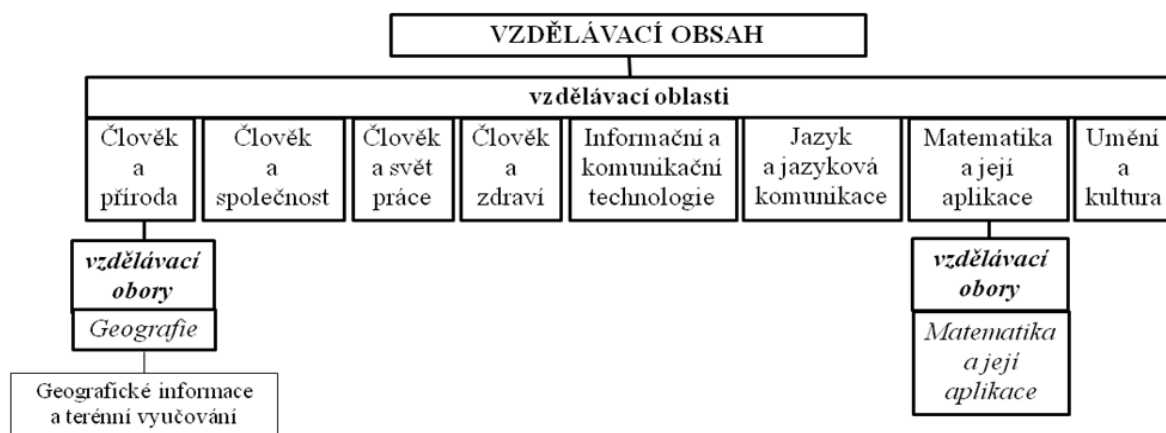 VZDĚLÁVACÍ OBSAH
vzdělávací oblasti
Člověk
a
příroda
Člověk
a
společnost
Člověk
a svět
práce
Člověk
a
zdraví
Informační a
komunikační
technologie
Jazyk
a jazyková
komunikace
Matematika
a její
aplikace
Umění
a
kultura
vzdělávací
obory
Geografie
Geografické informace
a terénní vyučování
vzdělávací
obory
Matematika
a její
aplikace